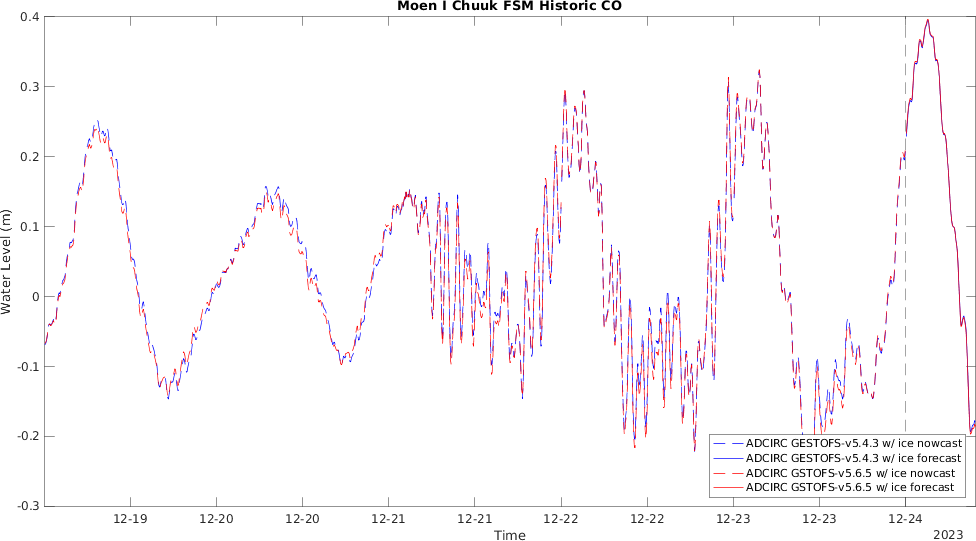 Moen I Chuuk FSM Historic CO
0.4
0.3
0.2
0.1
0
-0.1
-0.2
-0.3
Water Level (m)
ADCIRC GESTOFS-v5.4.3 w/ ice nowcast
ADCIRC GESTOFS-v5.4.3 w/ ice forecast
ADCIRC GSTOFS-v5.6.5 w/ ice nowcast
ADCIRC GSTOFS-v5.6.5 w/ ice forecast
12-19 12-20 12-20 12-21 12-21 12-22 12-22 12-23 12-23 12-24
Time
2023